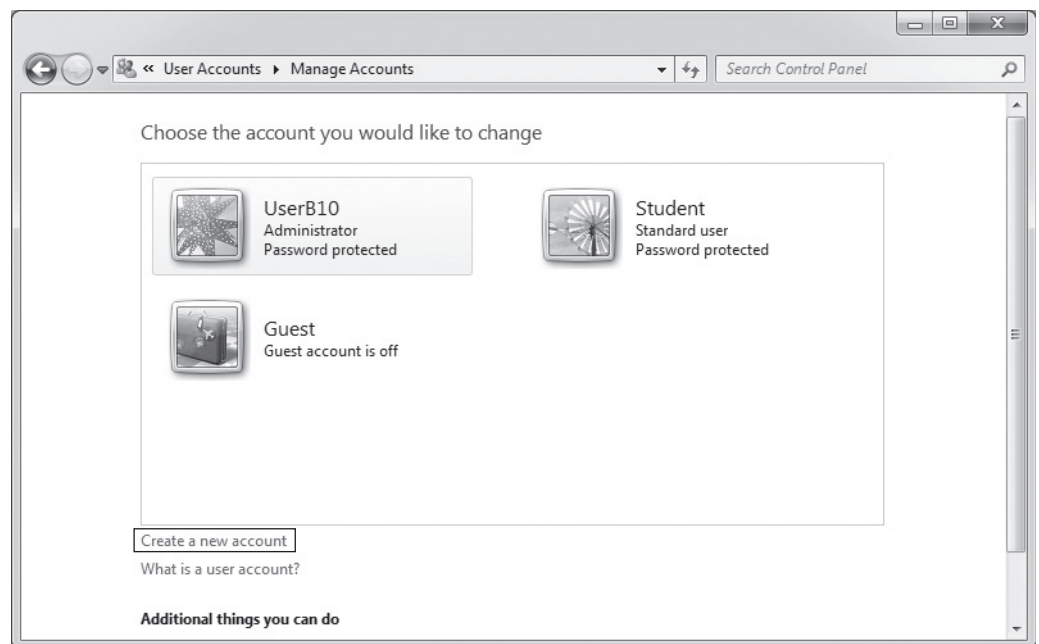 « User Accounts ▸ Manage Accounts
Search Control Panel
Choose the account you would like to change
UserB10
Administrator
Password protected
Student
Standard user
Password protected
Guest
Guest account is off
Create a new account
What is a user account?
Additional things you can do